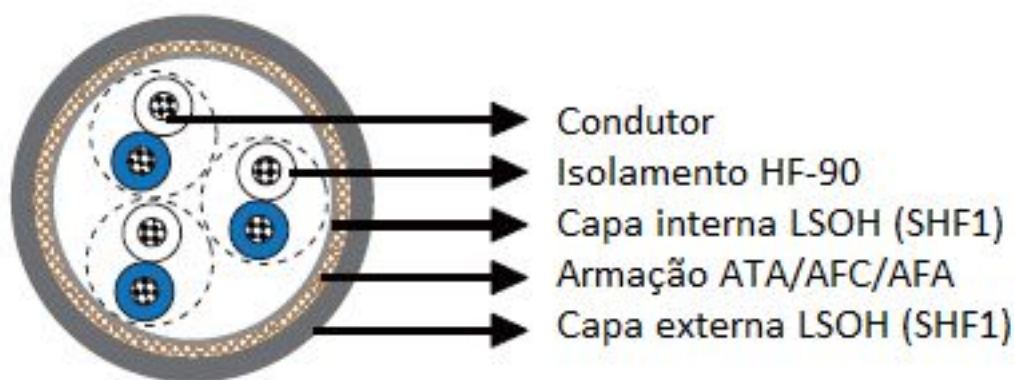 Condutor
Isolamento HF-90
Capa interna LSOH (SHF1)
Armação ATA/AFC/AFA
Capa externa LSOH (SHF1)